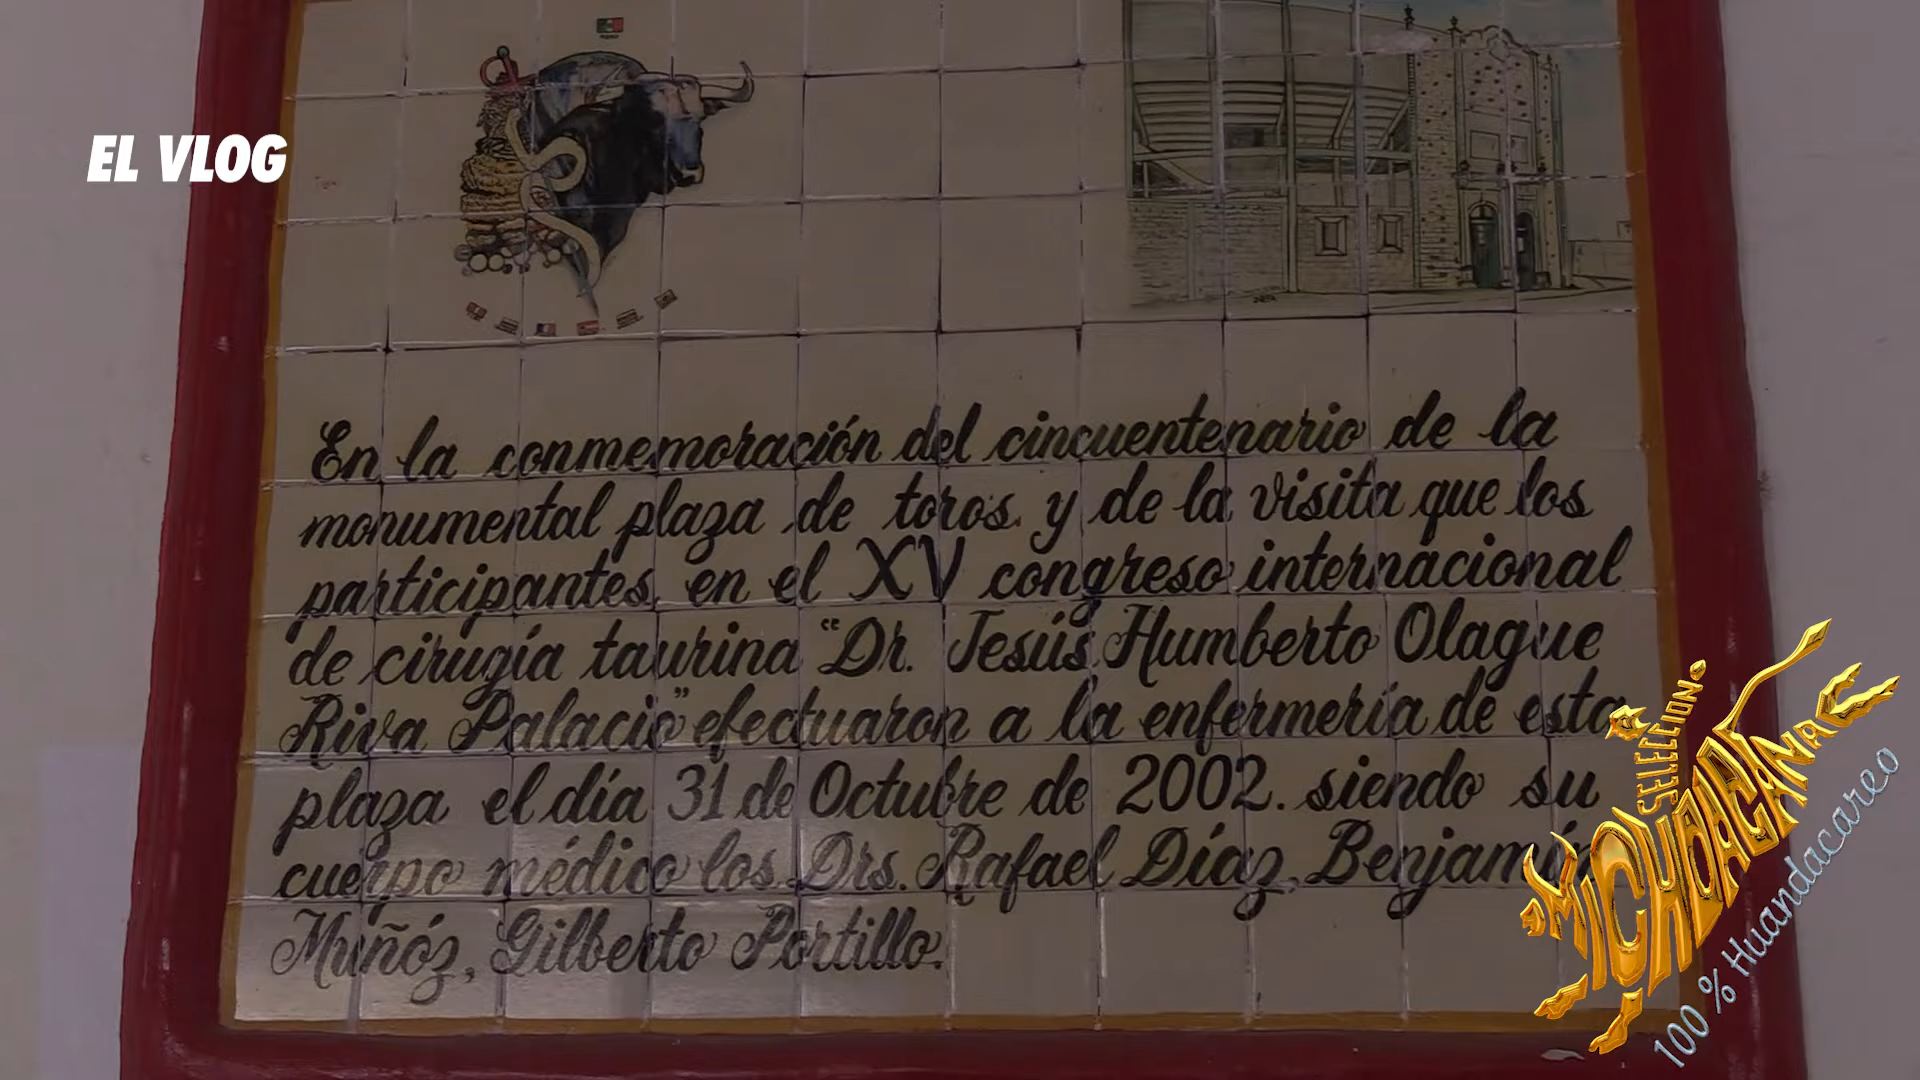 EL VLOG
En la conmemoración del cincuentenario de la
monumental plaza de toros. y de la visita que los
participantes, en el XV congreso internacional
de cirugía taurina "Dr. Jesús Humberto Olague
Riva Palacio" efectuaron a la enfermería de esta
plaza el día 31 de Octubre de 2002. siendo su
cuerpo médico los. Drs. Rafael Díaz, Benjamín
Muñóz, Gilberto Portillo.
SELECCION
MICHOACANA
100 % Huandacareo